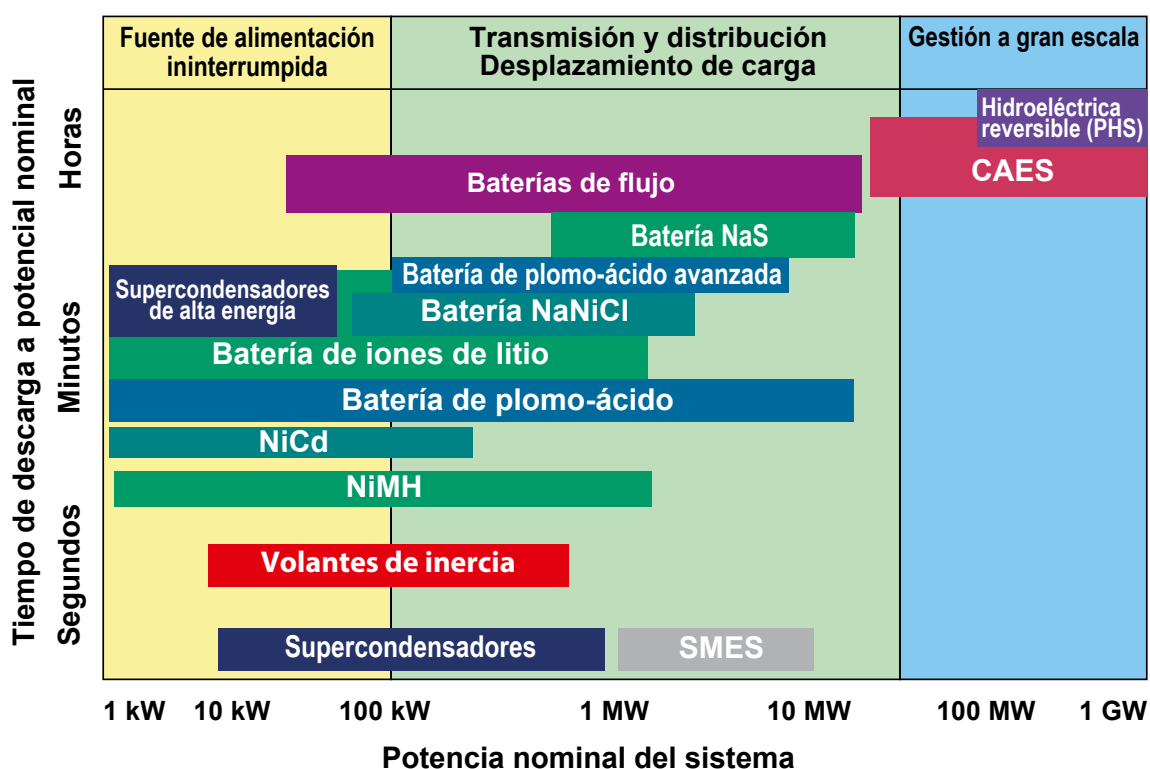 Fuente de alimentación
ininterrumpida
Transmisión y distribución
Desplazamiento de carga
Gestión a gran escala
Tiempo de descarga a potencial nominal
Horas
Minutos
Segundos
Hidroeléctrica
reversible (PHS)
CAES
Baterías de flujo
Batería NaS
Batería de plomo-ácido avanzada
Supercondensadores
de alta energía
Batería NaNiCl
Batería de iones de litio
Batería de plomo-ácido
NiCd
NiMH
Volantes de inercia
Supercondensadores
SMES
1 kW
10 kW
100 kW
1 MW
10 MW
100 MW
1 GW
Potencia nominal del sistema